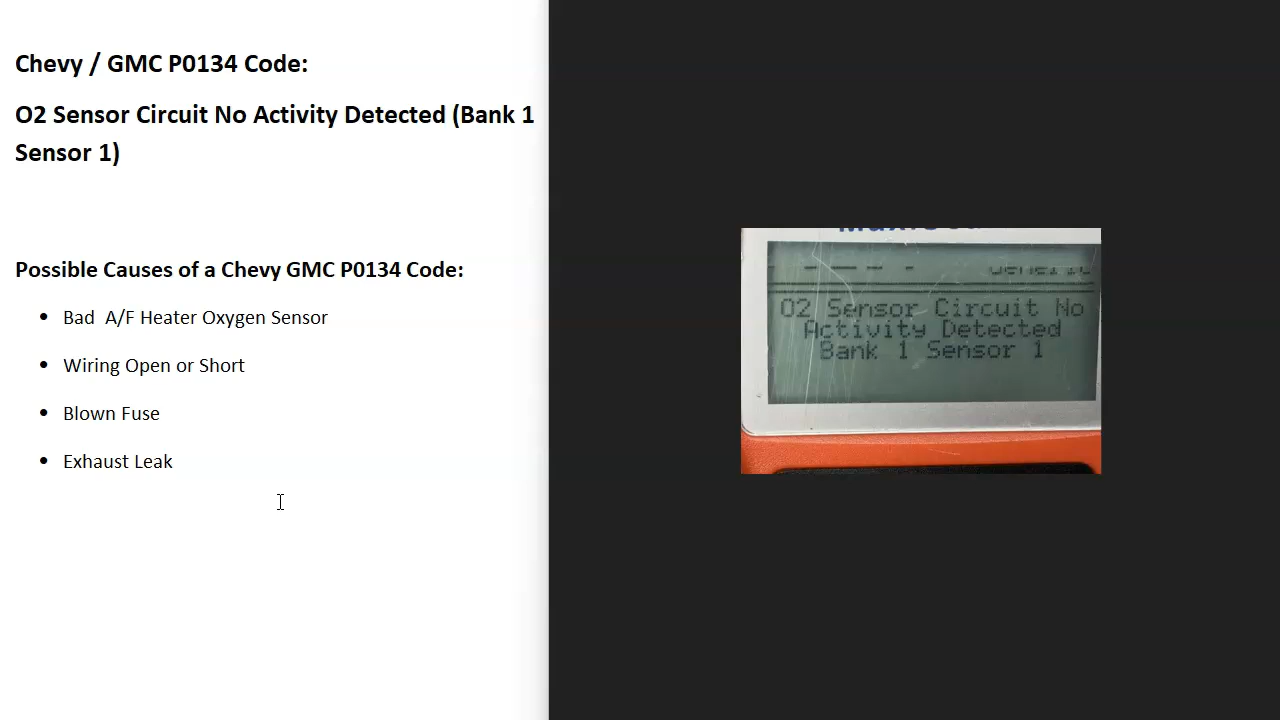 Chevy / GMC P0134 Code:
O2 Sensor Circuit No Activity Detected (Bank 1
Sensor 1)
Possible Causes of a Chevy GMC P0134 Code:
• Bad  A/F Heater Oxygen Sensor
• Wiring Open or Short
• Blown Fuse
• Exhaust Leak
O2 Sensor Circuit No
Activity Detected
Bank 1 Sensor 1